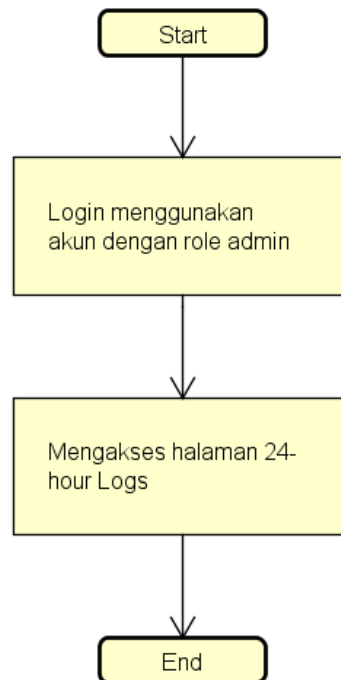 Start
Login menggunakan
akun dengan role admin
Mengakses halaman 24-
hour Logs
End